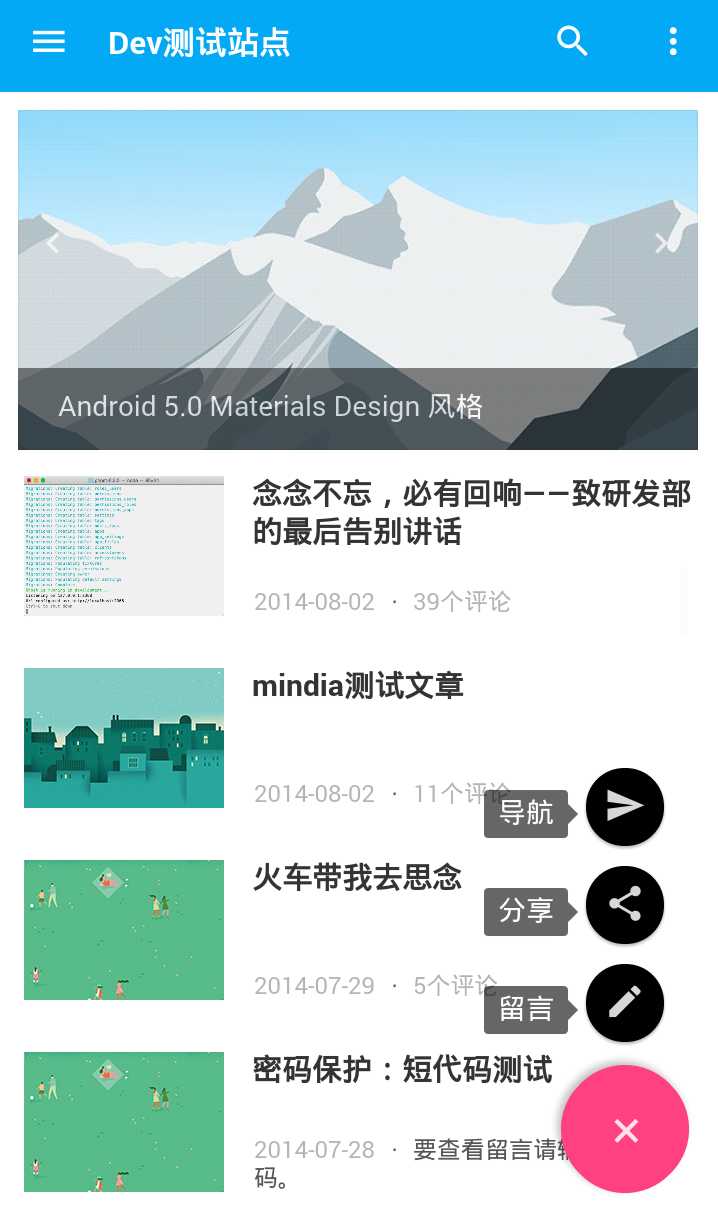 Dev测试站点
Android 5.0 Materials Design 风格
念念不忘，必有回响——致研发部
的最后告别讲话
2014-08-02 · 39个评论
mindia测试文章
2014-08-02 · 11个评论
导航
火车带我去思念
分享
2014-07-29 · 5个评论
留言
密码保护：短代码测试
2014-07-28 · 要查看留言请输
码。